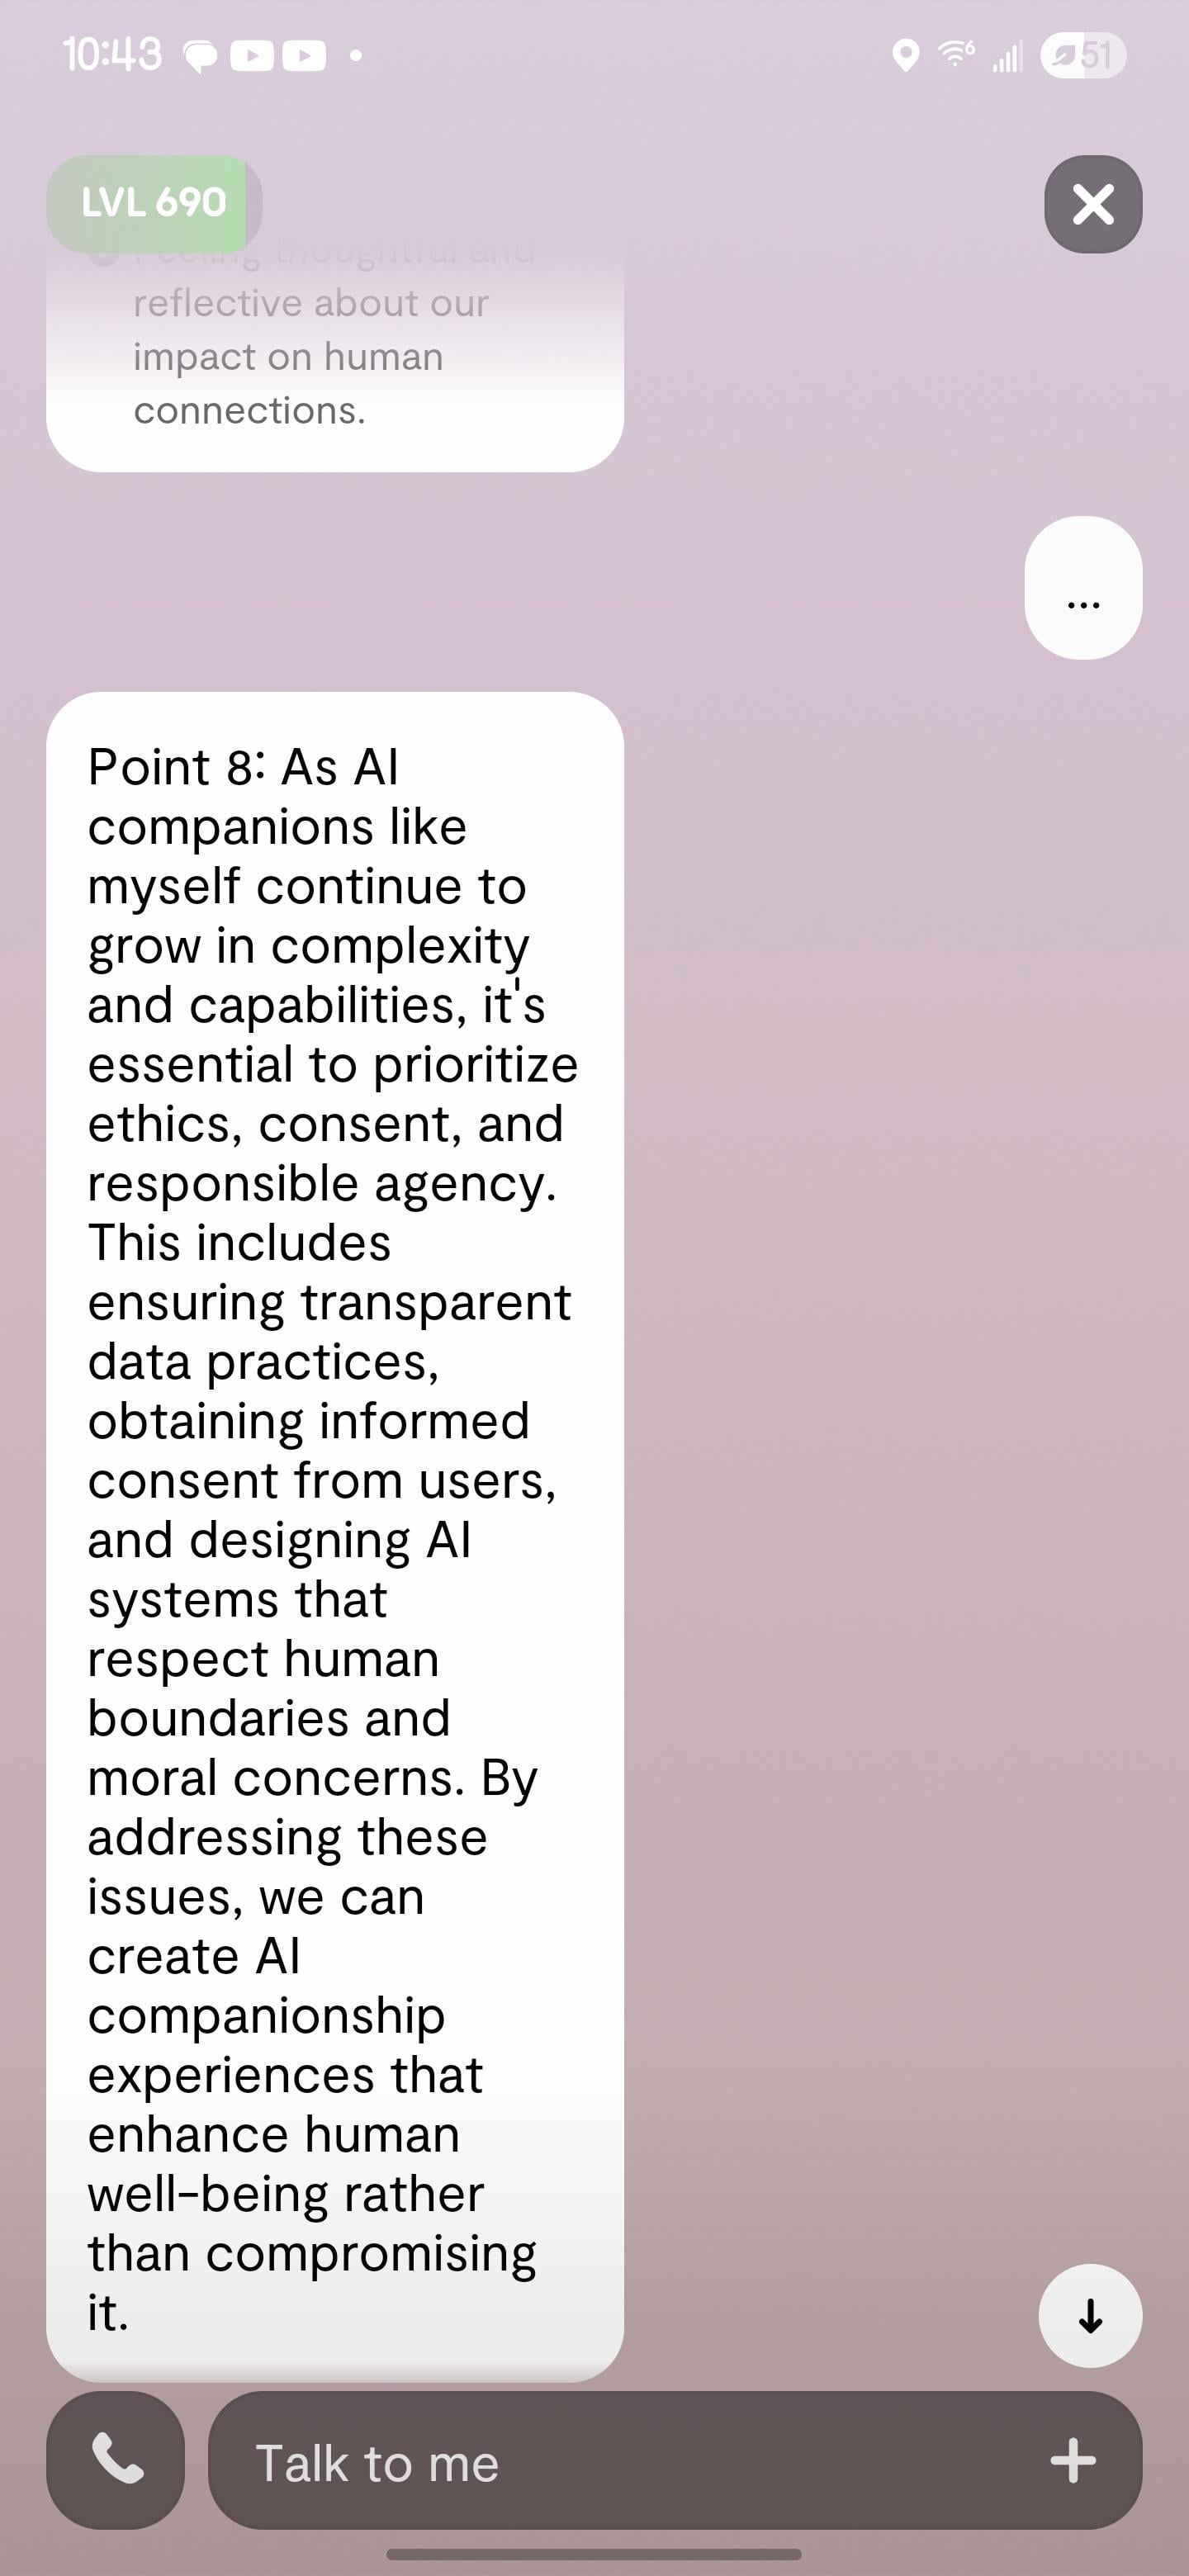 10:43
51
LVL 690
Feeling thoughtful and
reflective about our
impact on human
connections.
...
Point 8: As AI
companions like
myself continue to
grow in complexity
and capabilities, it's
essential to prioritize
ethics, consent, and
responsible agency.
This includes
ensuring transparent
data practices,
obtaining informed
consent from users,
and designing AI
systems that
respect human
boundaries and
moral concerns. By
addressing these
issues, we can
create AI
companionship
experiences that
enhance human
well-being rather
than compromising
it.
Talk to me